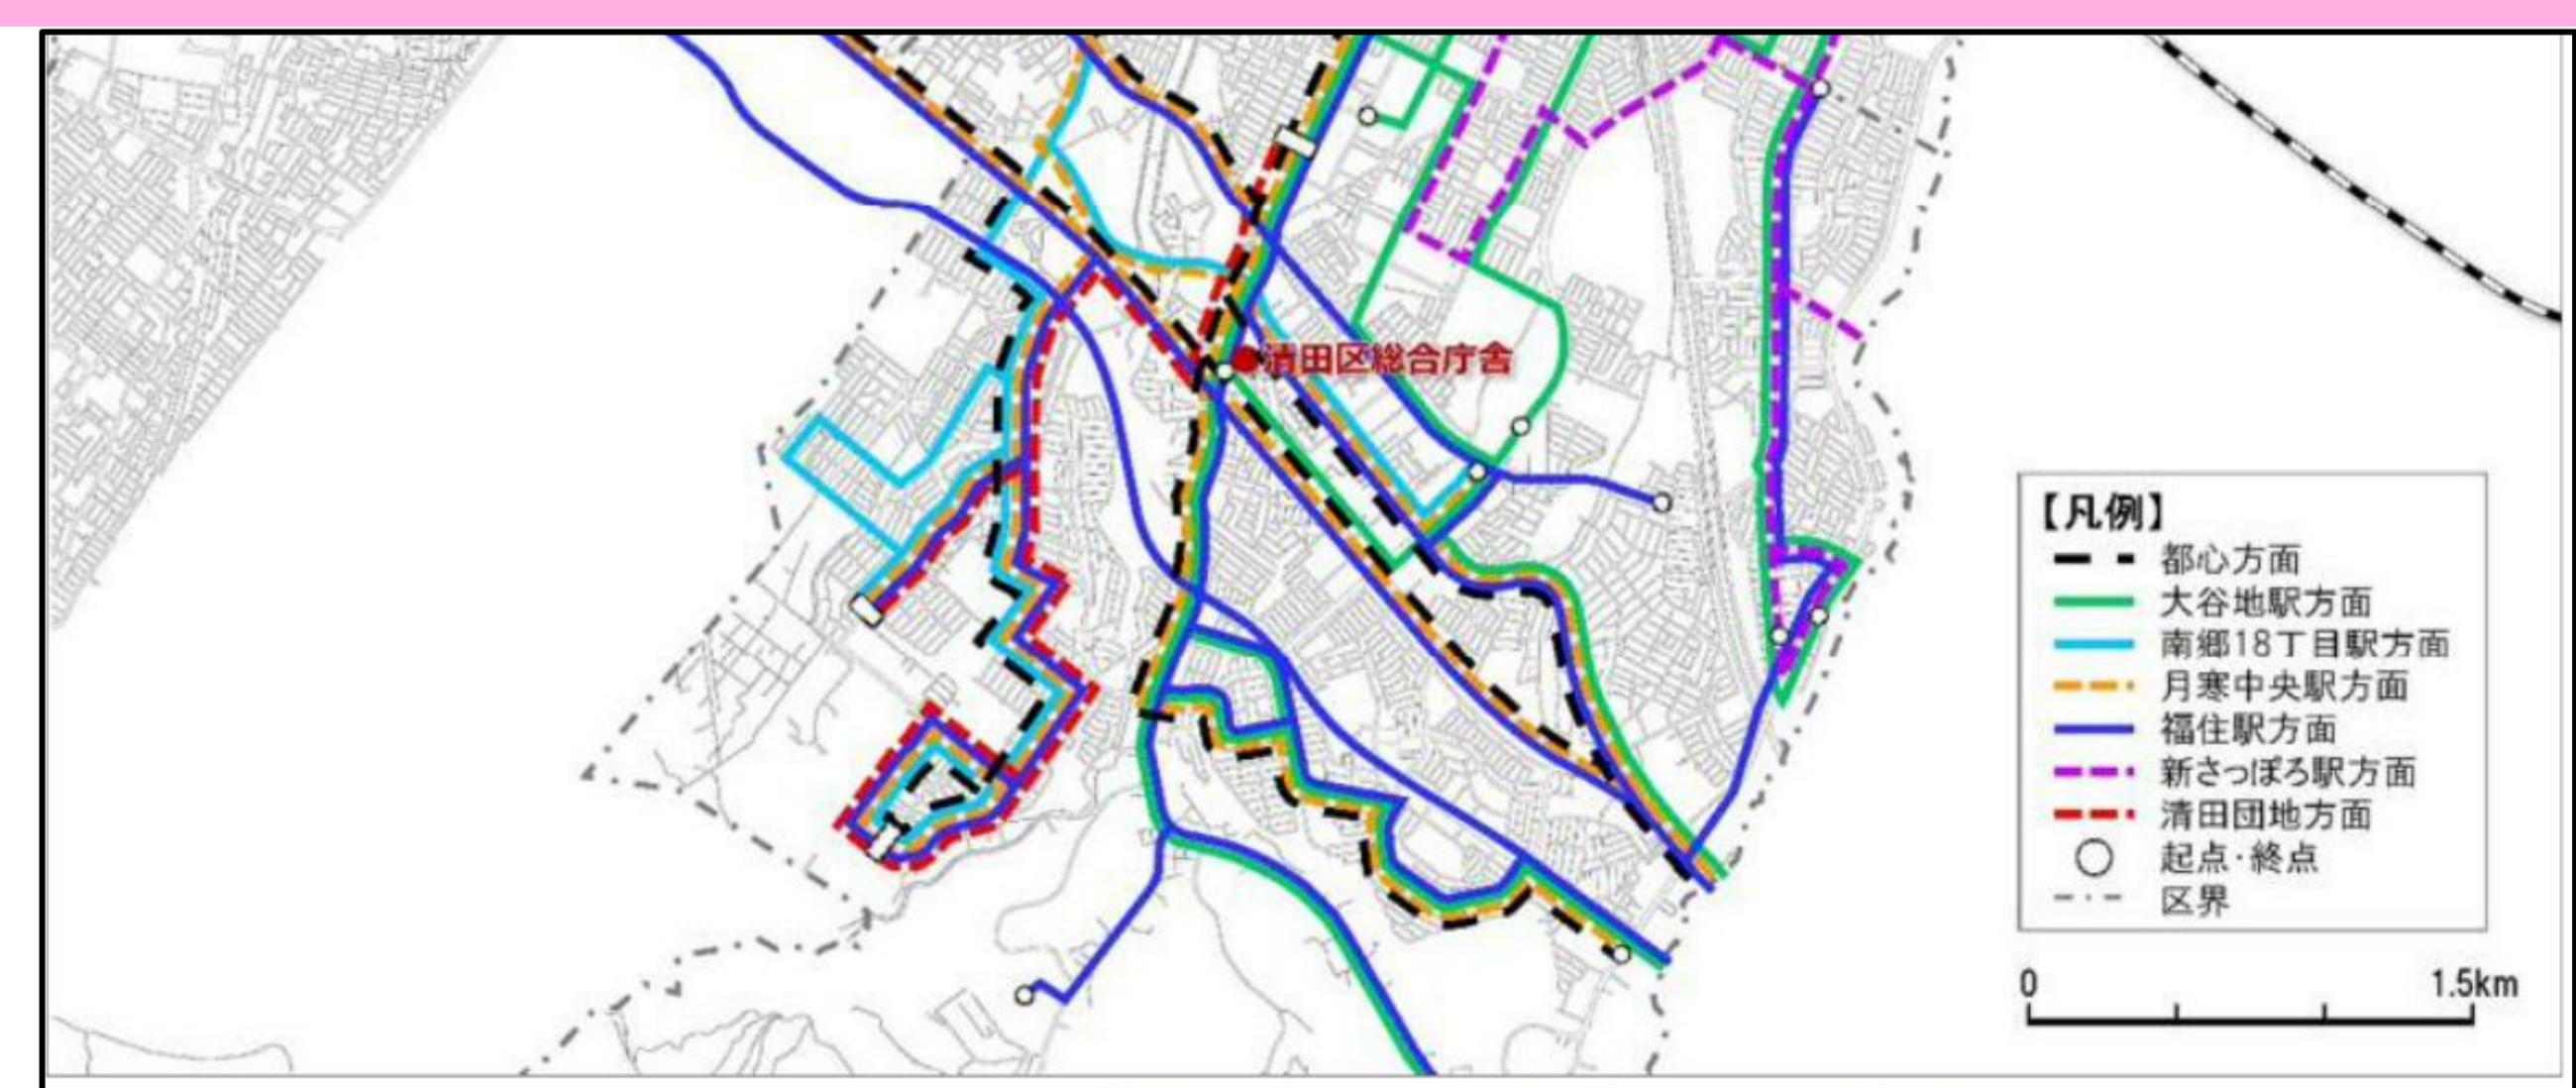 清田区総合庁舎
【凡例】
都心方面
大谷地駅方面
南郷18丁目駅方面
月寒中央駅方面
福住駅方面
新さっぽろ駅方面
清田団地方面
起点・終点
区界
0 1.5km